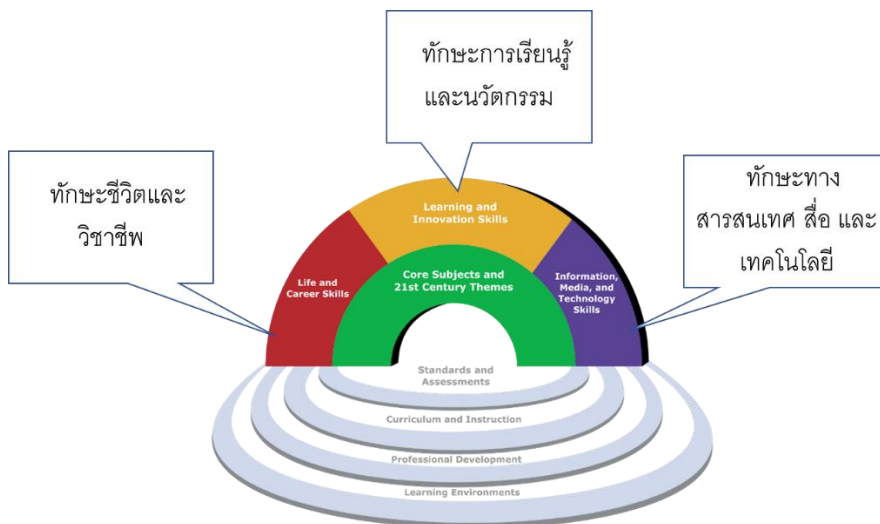 ทักษะการเรียนรู้
และนวัตกรรม
ทักษะชีวิตและ
วิชาชีพ
ทักษะทาง
สารสนเทศ สื่อ และ
เทคโนโลยี
Learning and
Innovation Skills
Life and
Career Skills
Core Subjects and
21st Century Themes
Information,
Media, and
Technology
Skills
Standards and
Assessments
Curriculum and Instruction
Professional Development
Learning Environments